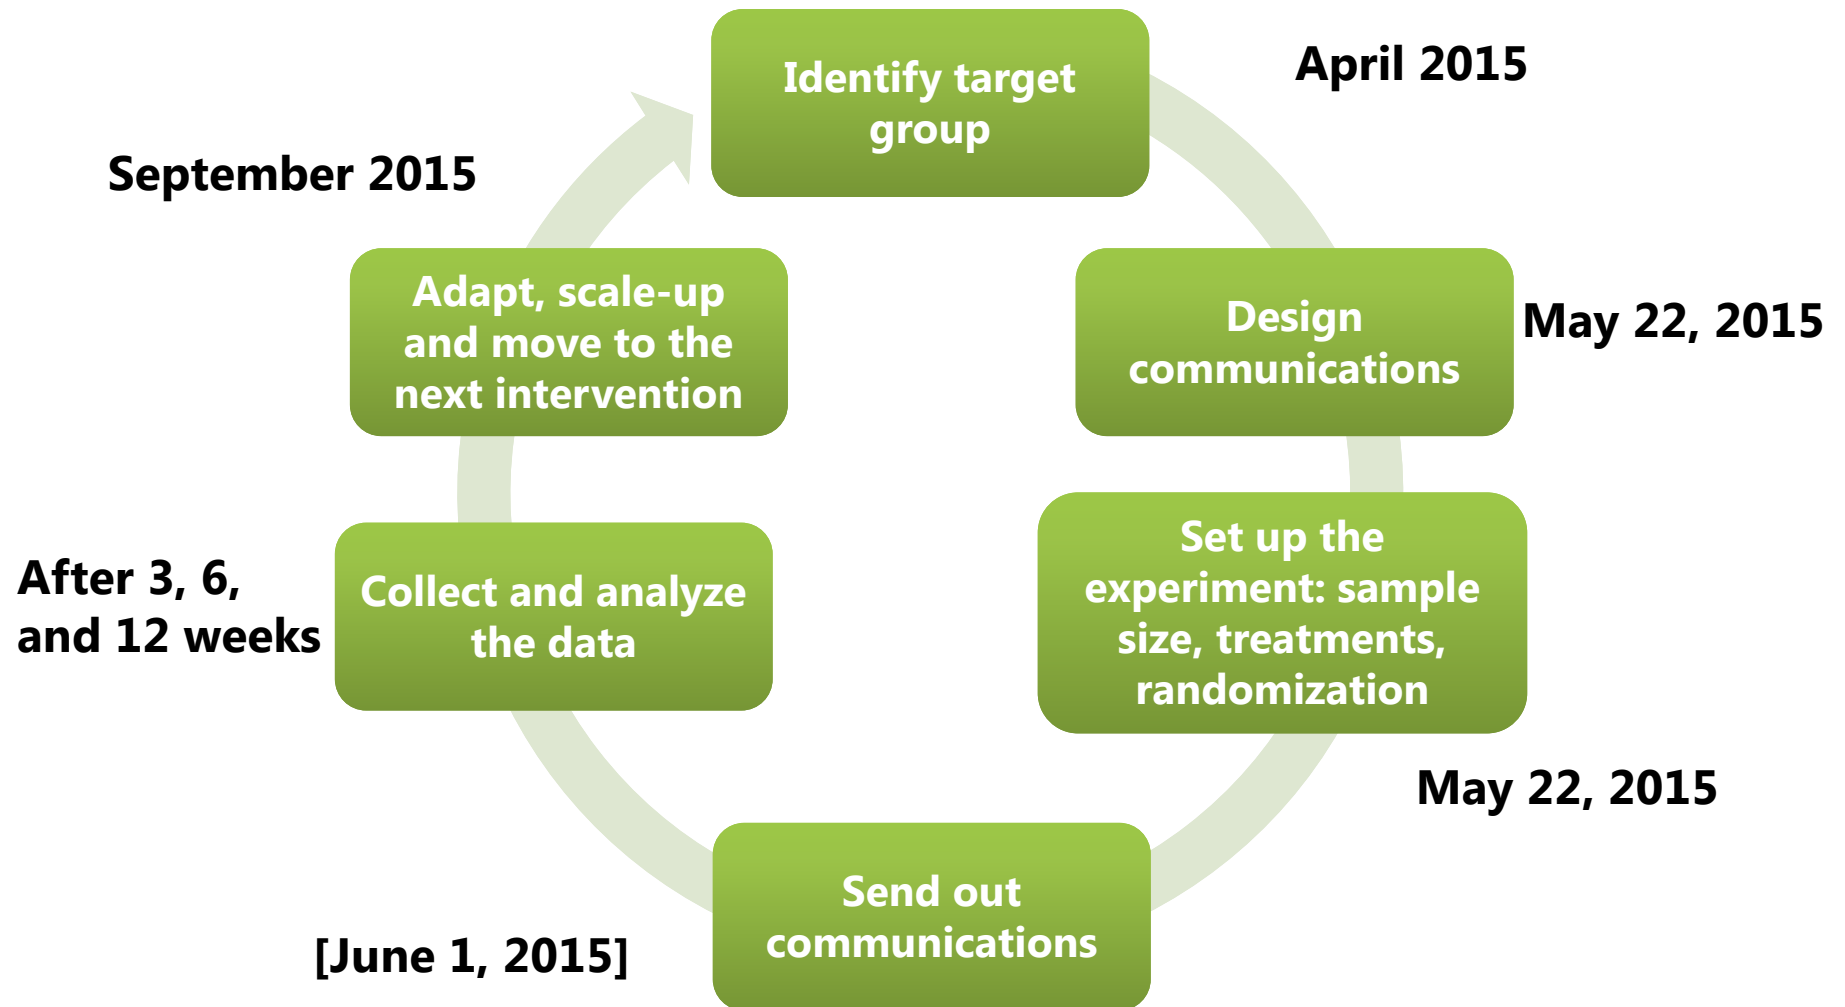 Identify target
group
April 2015
Design
communications
May 22, 2015
Set up the
experiment: sample
size, treatments,
randomization
May 22, 2015
Send out
communications
[June 1, 2015]
Collect and analyze
the data
After 3, 6,
and 12 weeks
Adapt, scale-up
and move to the
next intervention
September 2015